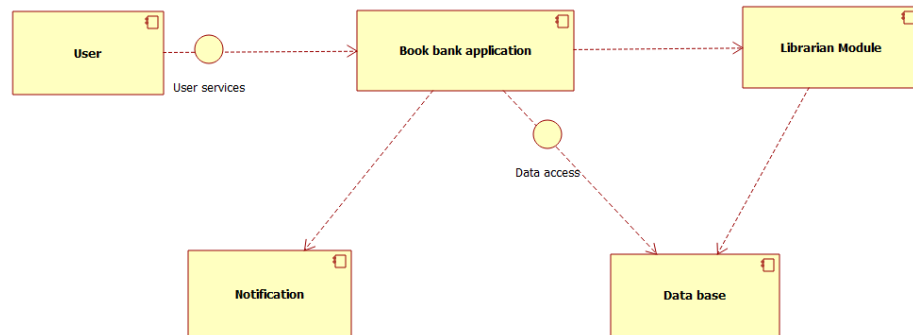 User
Book bank application
Librarian Module
User services
Data access
Notification
Data base